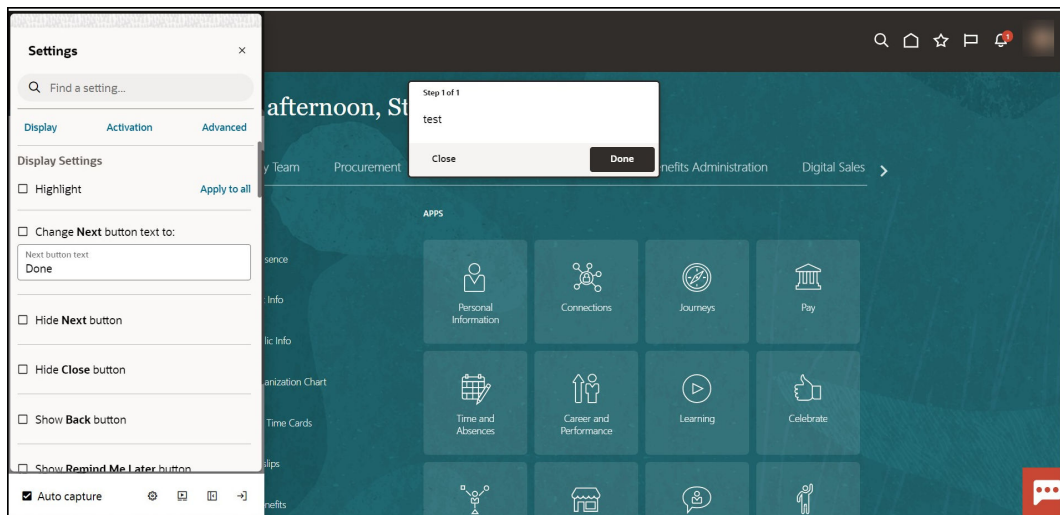 Settings
Find a setting...
Display Activation Advanced
Display Settings
Highlight Apply to all
Change Next button text to:
Next button text
Done
Hide Next button
Hide Close button
Show Back button
Show Remind Me Later button
Auto capture
1
afternoon, St
Step 1 of 1
test
Close Done
y Team Procurement nefits Administration Digital Sales
APPS
sence
Info
lic Info
anization Chart
Time Cards
slips
nefits
Personal
Information
Connections
Journeys
Pay
Time and
Absences
Career and
Performance
Learning
Celebrate